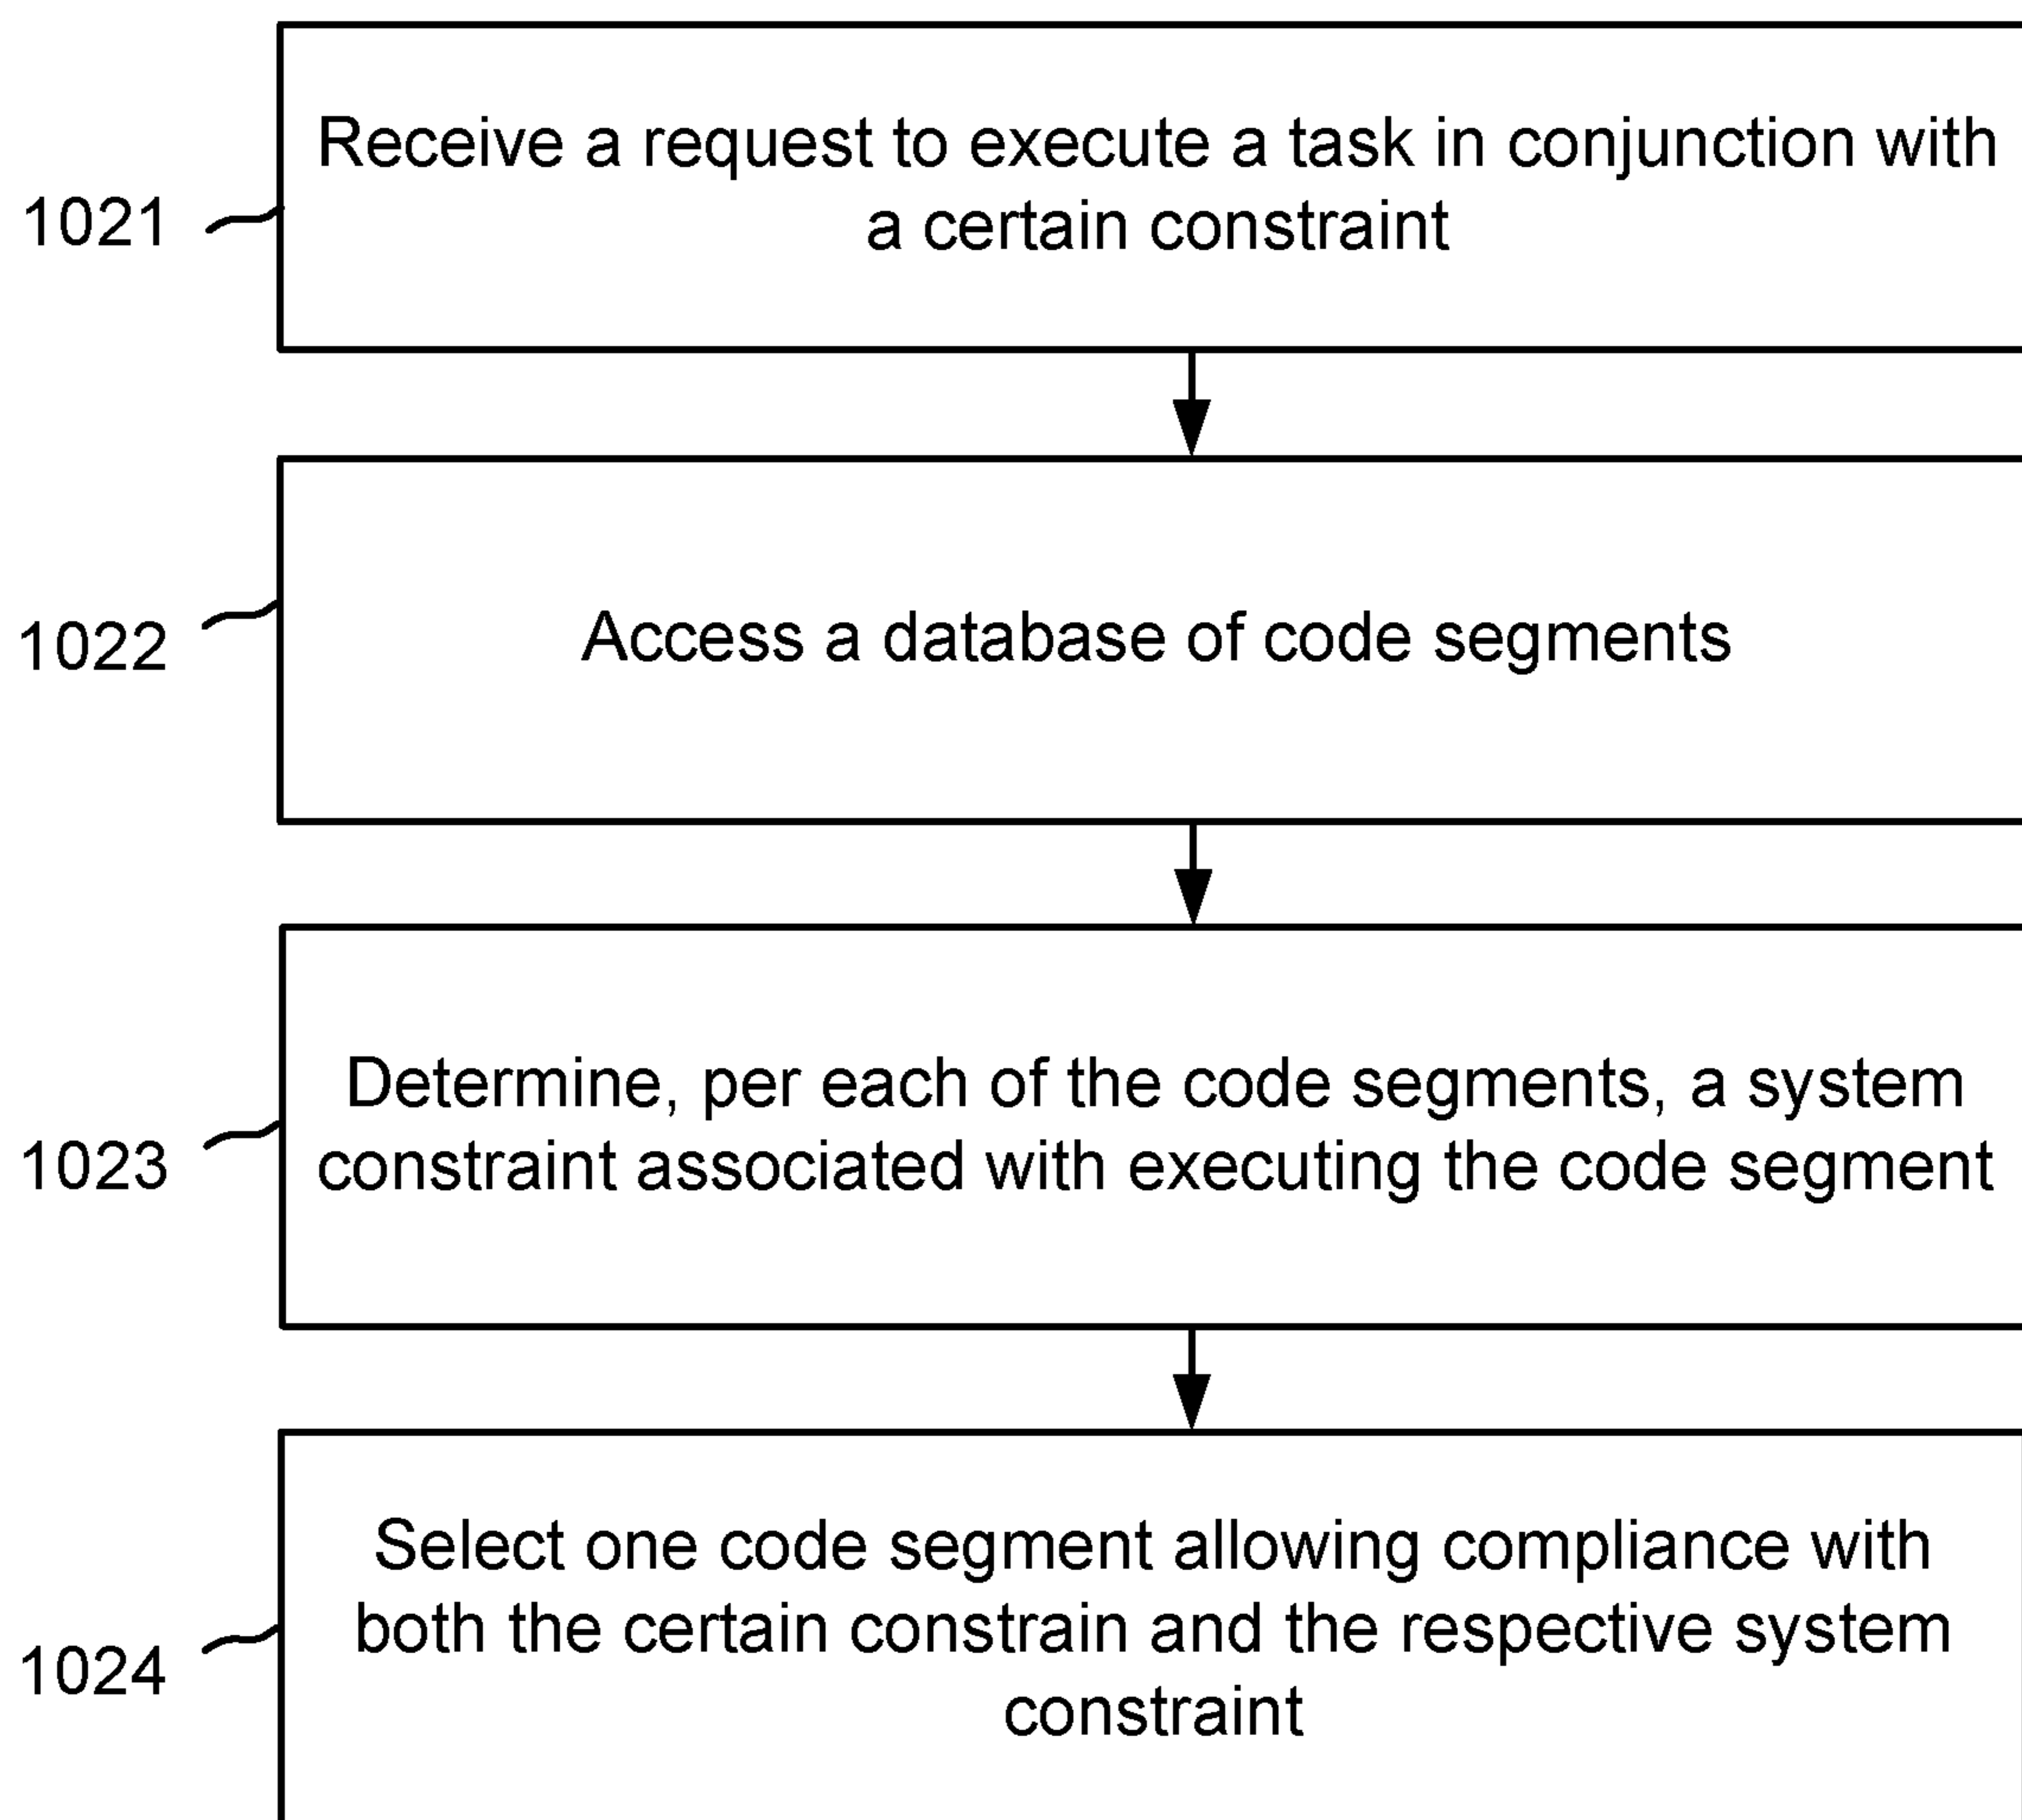 Receive a request to execute a task in conjunction with
a certain constraint
1021
Access a database of code segments
1022
Determine, per each of the code segments, a system
constraint associated with executing the code segment
1023
Select one code segment allowing compliance with
both the certain constrain and the respective system
constraint
1024